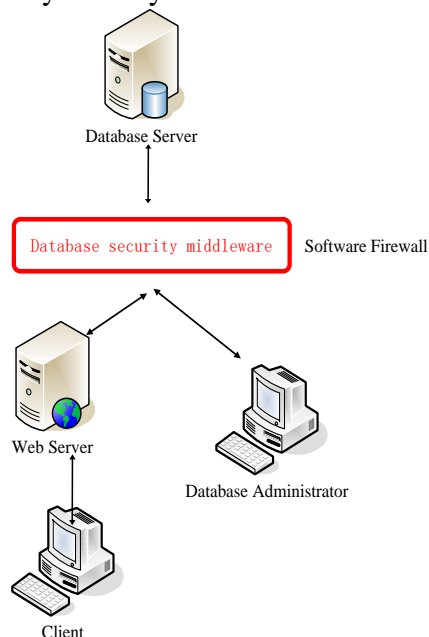 Database Server
Database security middleware
Software Firewall
Web Server
Database Administrator
Client